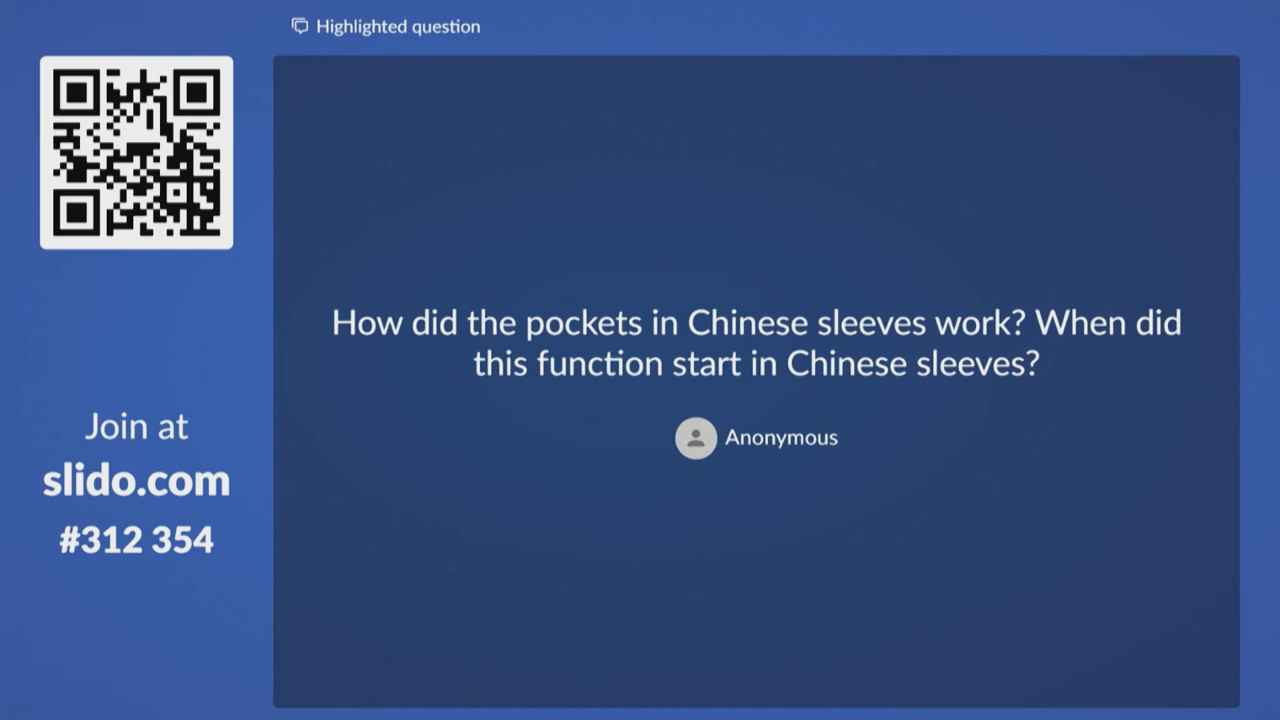 Highlighted question
How did the pockets in Chinese sleeves work? When did
this function start in Chinese sleeves?
Anonymous
Join at
slido.com
#312 354